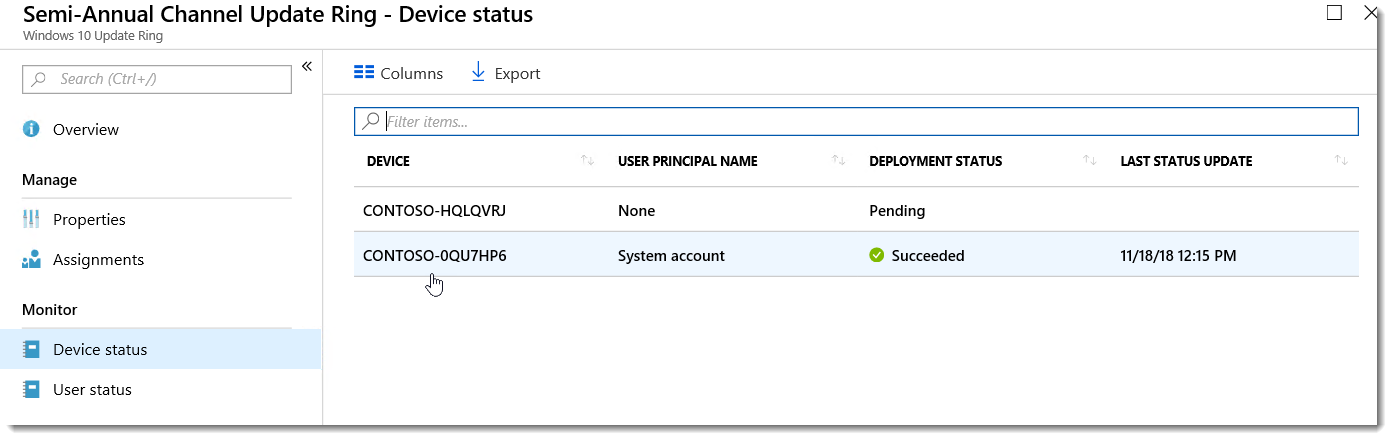 Semi-Annual Channel Update Ring - Device status
Windows 10 Update Ring
Search (Ctrl+/)
Overview
Manage
Properties
Assignments
Monitor
Device status
User status
Columns Export
Filter items...
DEVICE USER PRINCIPAL NAME DEPLOYMENT STATUS LAST STATUS UPDATE
CONTOSO-HQLQVRJ None Pending
CONTOSO-0QU7HP6 System account Succeeded 11/18/18 12:15 PM